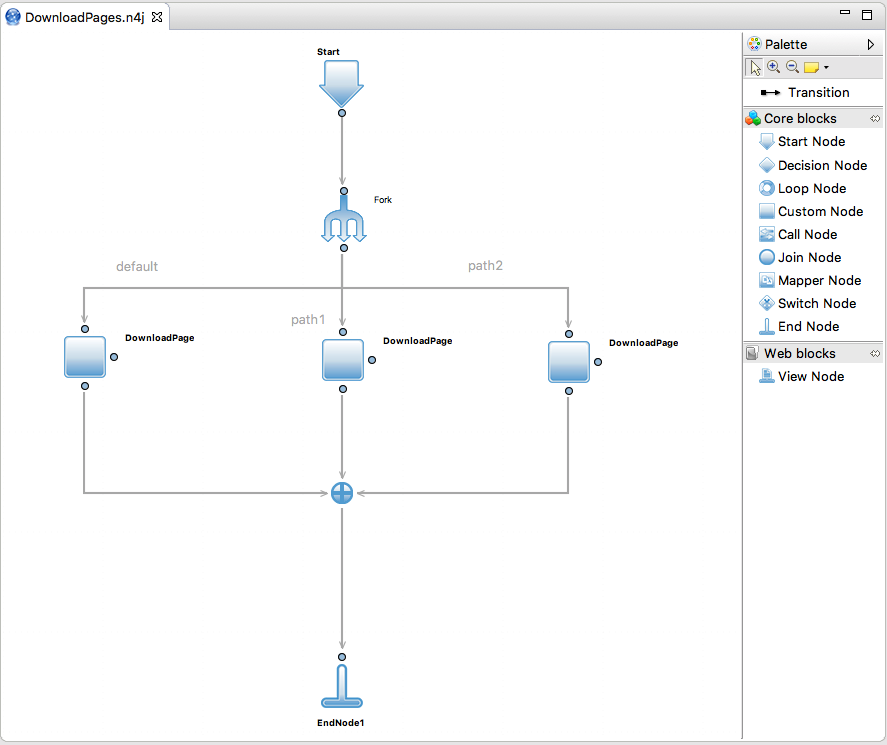 DownloadPages.n4j
Start
Fork
default
path2
path1
DownloadPage
DownloadPage
DownloadPage
EndNode1
Palette
Transition
Core blocks
Start Node
Decision Node
Loop Node
Custom Node
Call Node
Join Node
Mapper Node
Switch Node
End Node
Web blocks
View Node